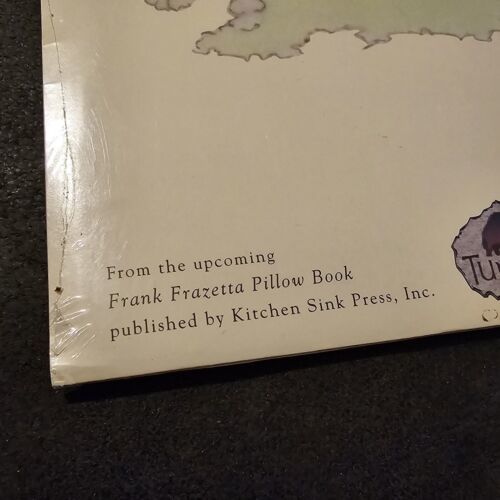 From the upcoming
Frank Frazetta Pillow Book
published by Kitchen Sink Press, Inc.